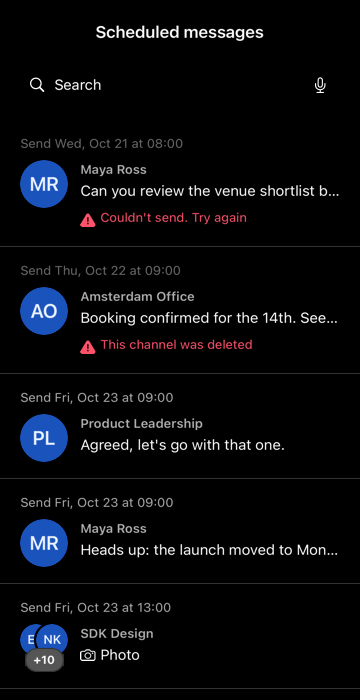 Scheduled messages
Search
Send Wed, Oct 21 at 08:00
MR
Maya Ross
Can you review the venue shortlist b...
Couldn't send. Try again
Send Thu, Oct 22 at 09:00
AO
Amsterdam Office
Booking confirmed for the 14th. See...
This channel was deleted
Send Fri, Oct 23 at 09:00
PL
Product Leadership
Agreed, let's go with that one.
Send Fri, Oct 23 at 09:00
MR
Maya Ross
Heads up: the launch moved to Mon...
Send Fri, Oct 23 at 13:00
E NK
+10
SDK Design
Photo